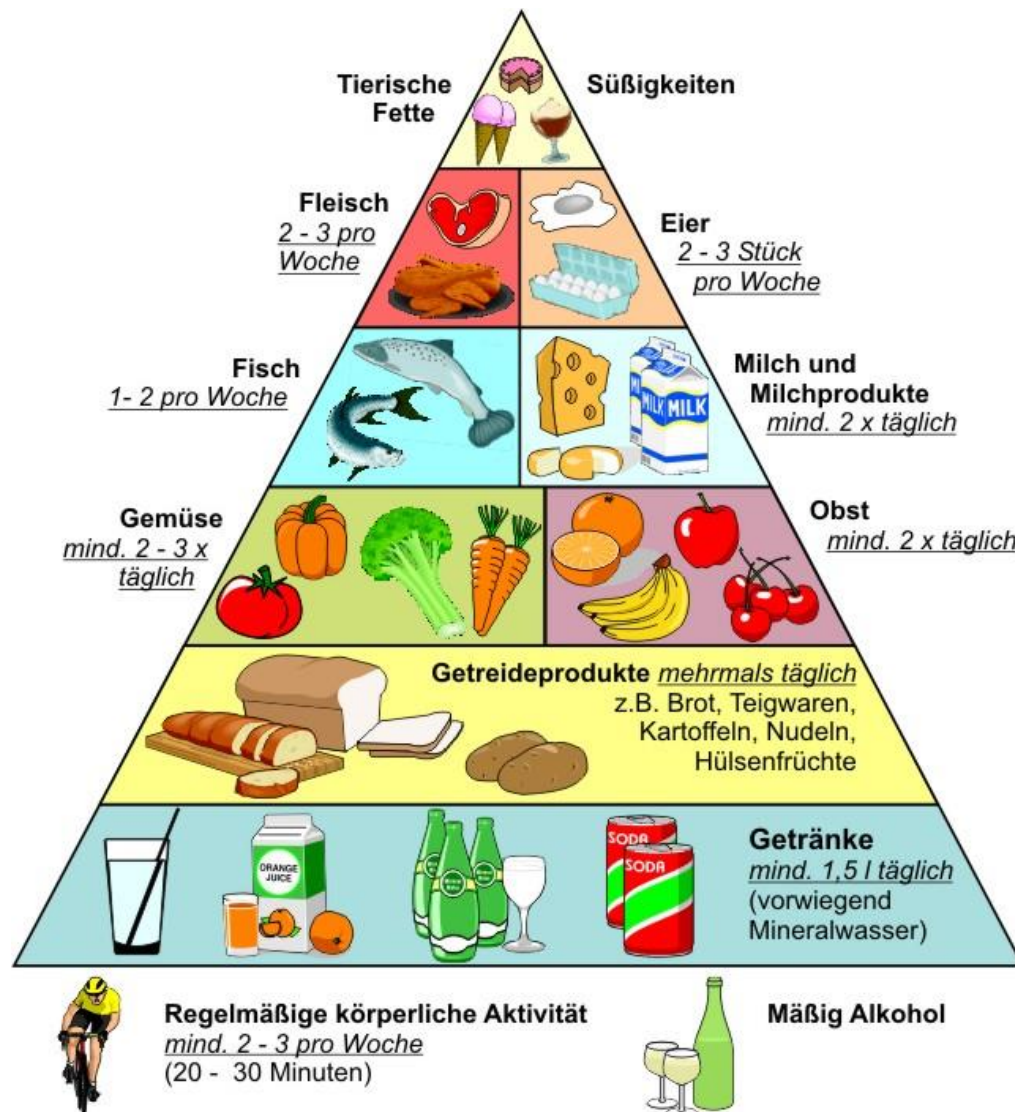 Tierische
Fette
Süßigkeiten
Fleisch
2 - 3 pro
Woche
Eier
2 - 3 Stück
pro Woche
Fisch
1- 2 pro Woche
Milch und
Milchprodukte
mind. 2 x täglich
MILK
MILK
Gemüse
mind. 2 - 3 x
täglich
Obst
mind. 2 x täglich
Getreideprodukte mehrmals täglich
z.B. Brot, Teigwaren,
Kartoffeln, Nudeln,
Hülsenfrüchte
ORANGE
JUICE
SODA
SODA
Getränke
mind. 1,5 l täglich
(vorwiegend
Mineralwasser)
Regelmäßige körperliche Aktivität
mind. 2 - 3 pro Woche
(20 - 30 Minuten)
Mäßig Alkohol